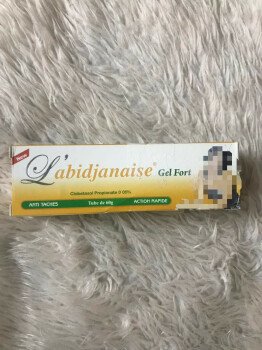 New
L'abidjanaise® Gel Fort
Clobetasol Propionate 0.05%
ANTI TACHES Tube de 60g ACTION RAPIDE